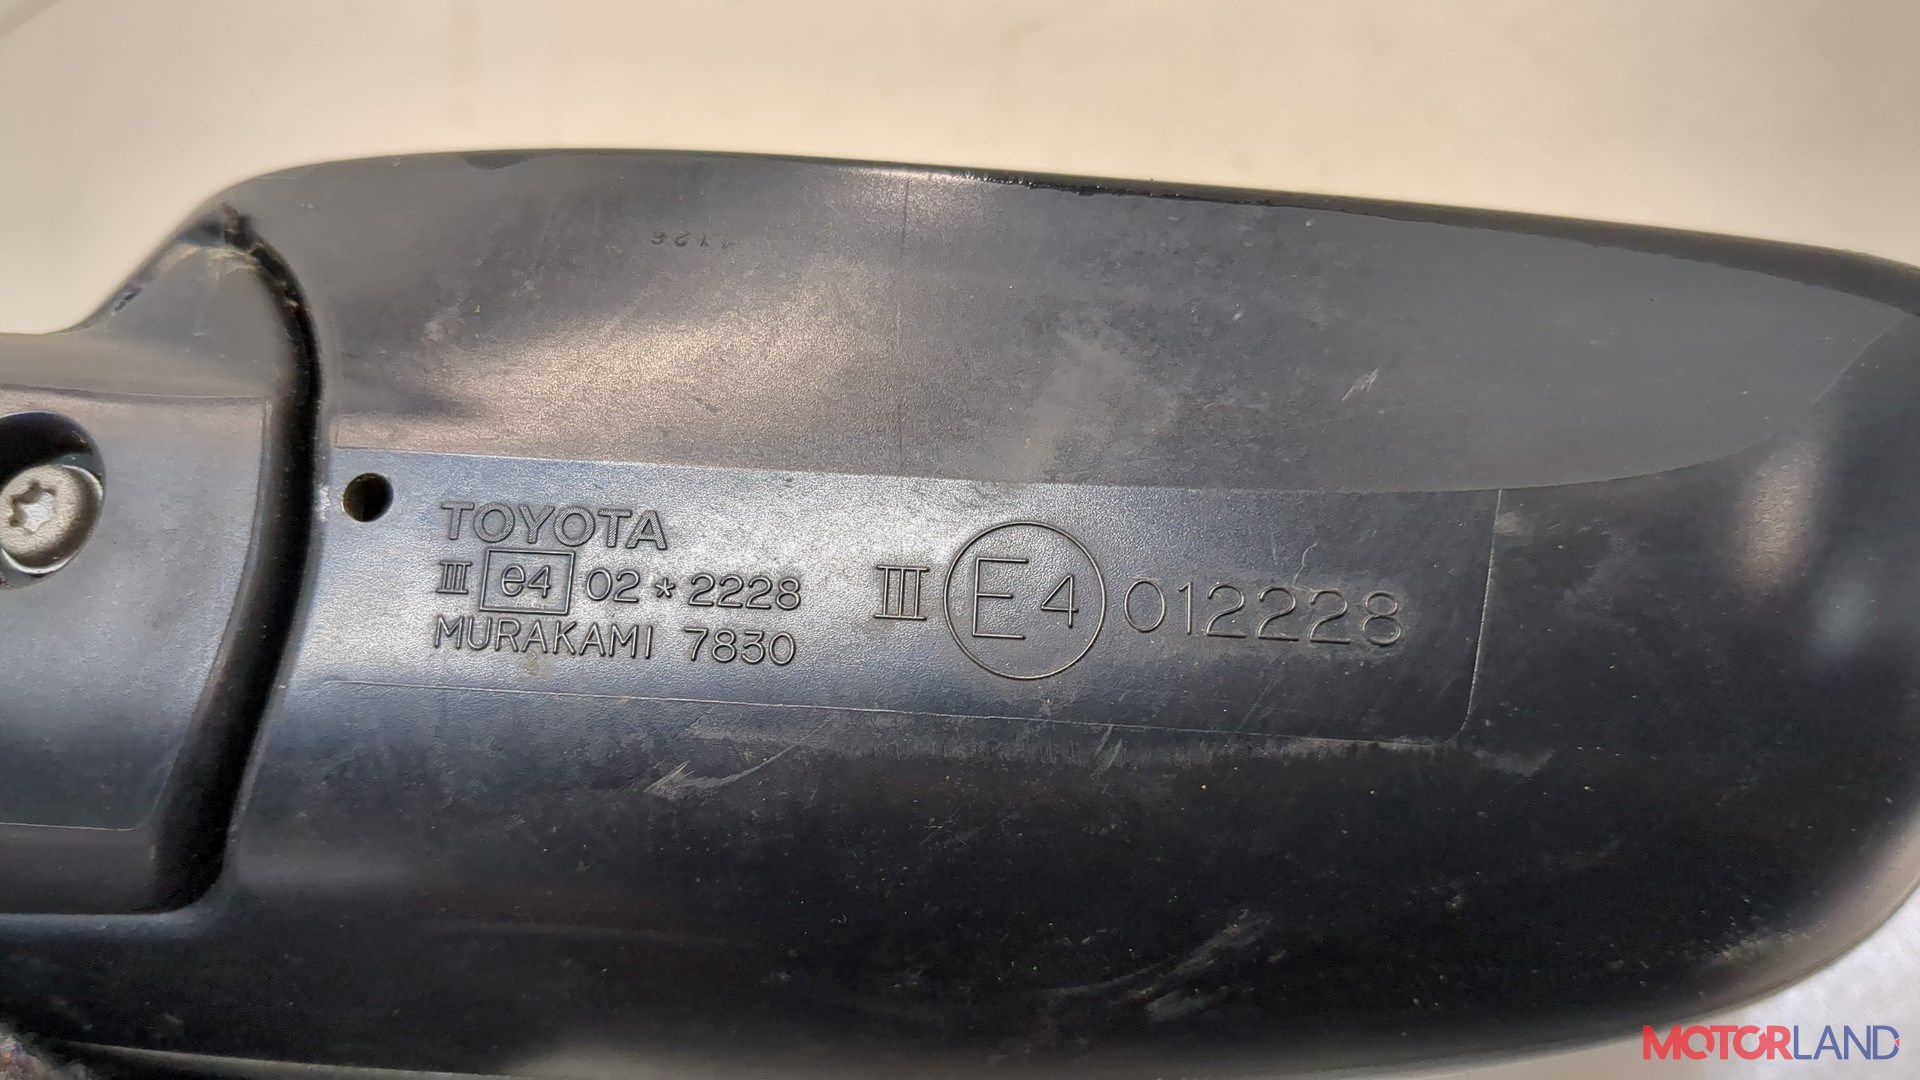 TOYOTA
III e4 02*2228
MURAKAMI 7830
III E4 012228
MOTORLAND